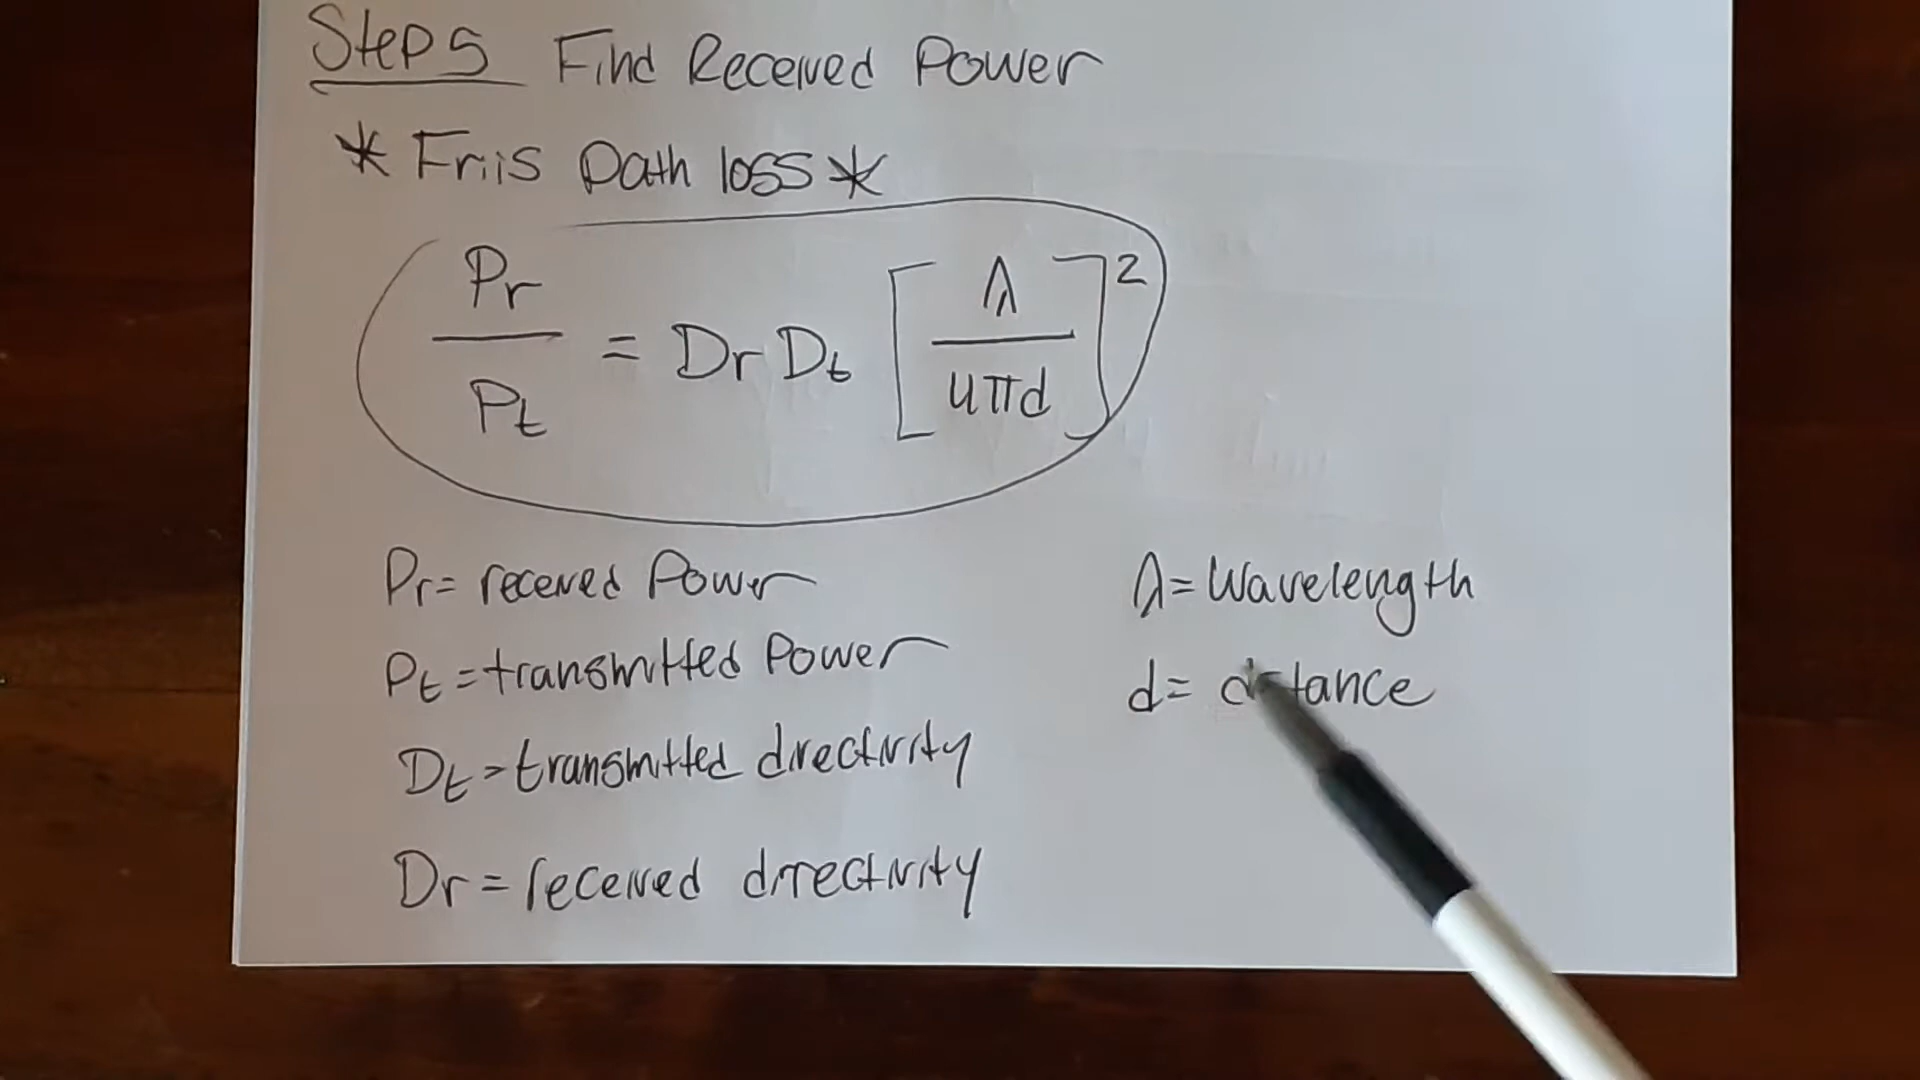 Step 5 Find Received Power
* Friis Path loss *
Pr / Pt = Dr Dt [ λ / 4πd ]²
Pr = received Power
Pt = transmitted Power
Dt = transmitted directivity
Dr = received directivity
λ = Wavelength
d = distance